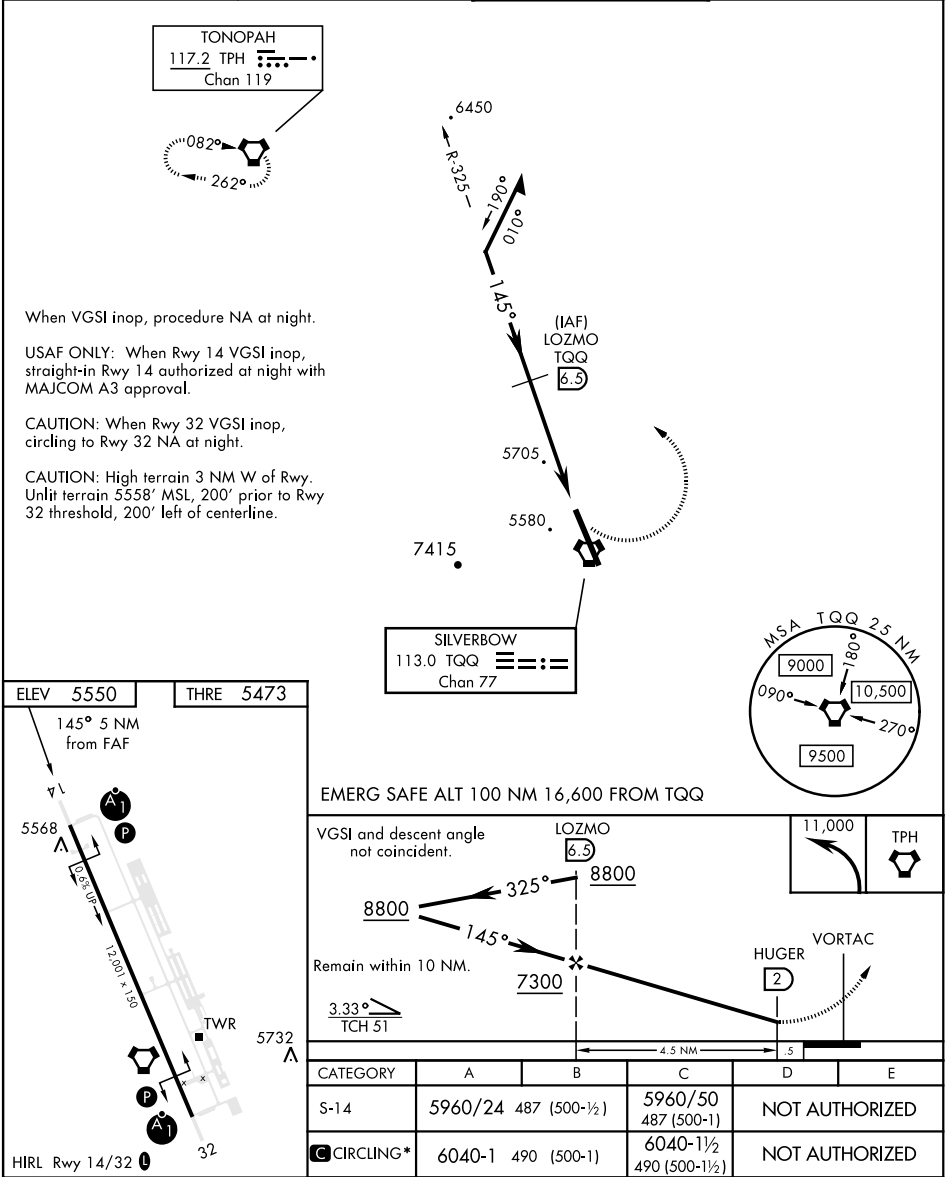 TONOPAH
117.2 TPH
Chan 119
082°
262°
6450
R-325
190°
010°
145°
(IAF)
LOZMO
TQQ
6.5
When VGSI inop, procedure NA at night.
USAF ONLY: When Rwy 14 VGSI inop,
straight-in Rwy 14 authorized at night with
MAJCOM A3 approval.
CAUTION: When Rwy 32 VGSI inop,
circling to Rwy 32 NA at night.
CAUTION: High terrain 3 NM W of Rwy.
Unlit terrain 5558' MSL, 200' prior to Rwy
32 threshold, 200' left of centerline.
5705
5580
7415
SILVERBOW
113.0 TQQ
Chan 77
MSA TQQ 25 NM
180°
9000
090°
10,500
270°
9500
ELEV 5550
THRE 5473
145° 5 NM
from FAF
14
A1
P
5568
0.6% UP
12,001 x 150
TWR
5732
x x
P
A1
32
HIRL Rwy 14/32 L
EMERG SAFE ALT 100 NM 16,600 FROM TQQ
VGSI and descent angle
not coincident.
LOZMO
6.5
11,000
TPH
325°
8800
8800
145°
Remain within 10 NM.
7300
HUGER
2
VORTAC
3.33°
TCH 51
4.5 NM
.5
CATEGORY A B C D E
S-14 5960/24 487 (500-½) 5960/50 487 (500-1) NOT AUTHORIZED
C CIRCLING* 6040-1 490 (500-1) 6040-1½ 490 (500-1½) NOT AUTHORIZED